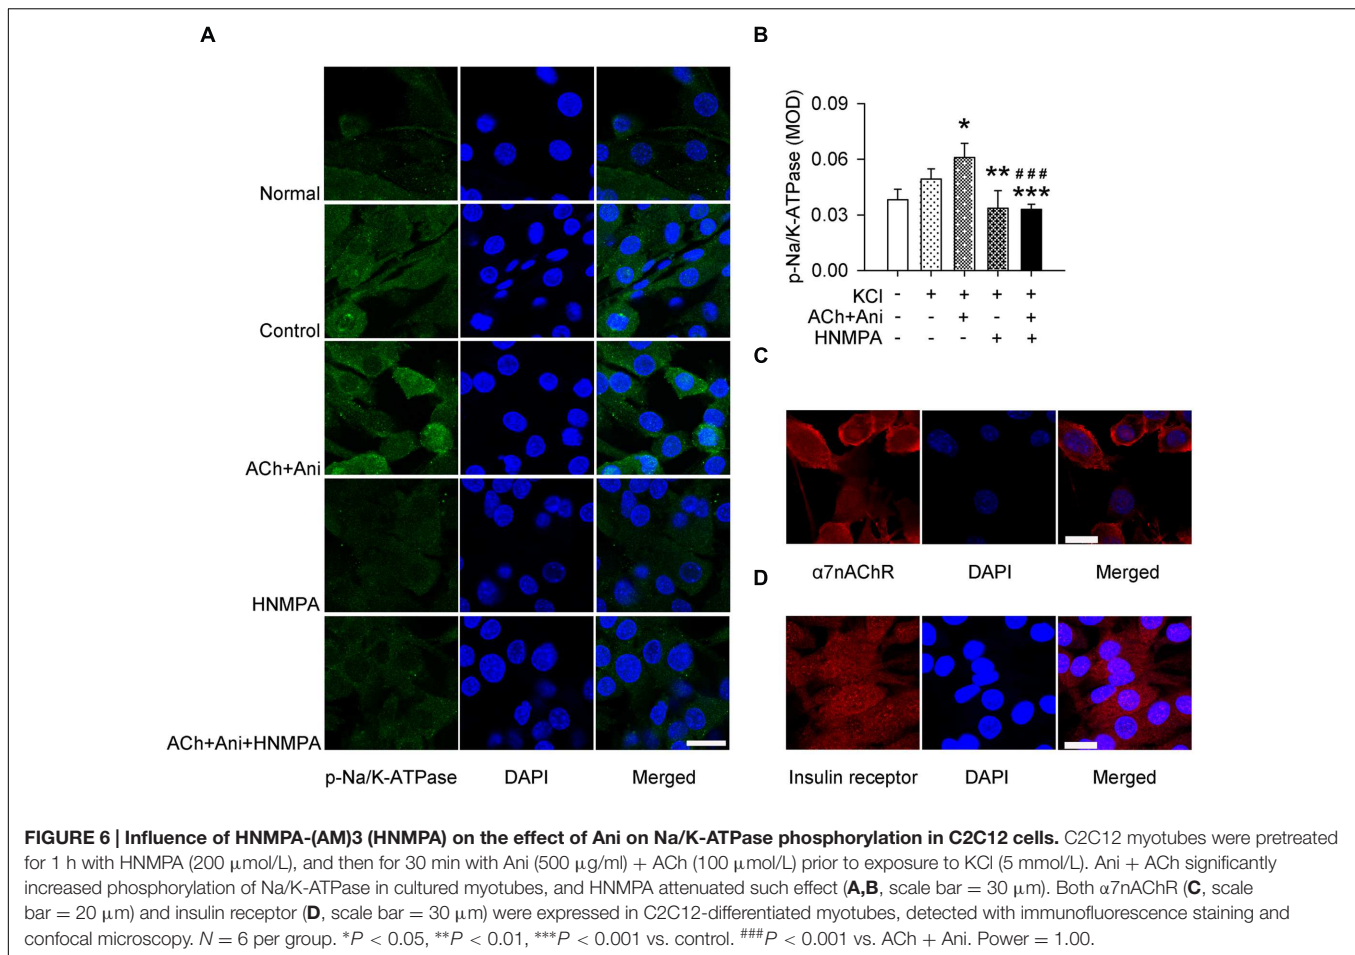 A
Normal
Control
ACh+Ani
HNMPA
ACh+Ani+HNMPA
p-Na/K-ATPase DAPI Merged
B
p-Na/K-ATPase (MOD)
0.09
0.06
0.03
0.00
*
** ###
***
KCl - + + + +
ACh+Ani - - + - +
HNMPA - - - + +
C
α7nAChR DAPI Merged
D
Insulin receptor DAPI Merged
FIGURE 6 | Influence of HNMPA-(AM)3 (HNMPA) on the effect of Ani on Na/K-ATPase phosphorylation in C2C12 cells. C2C12 myotubes were pretreated
for 1 h with HNMPA (200 μmol/L), and then for 30 min with Ani (500 μg/ml) + ACh (100 μmol/L) prior to exposure to KCl (5 mmol/L). Ani + ACh significantly
increased phosphorylation of Na/K-ATPase in cultured myotubes, and HNMPA attenuated such effect (A,B, scale bar = 30 μm). Both α7nAChR (C, scale
bar = 20 μm) and insulin receptor (D, scale bar = 30 μm) were expressed in C2C12-differentiated myotubes, detected with immunofluorescence staining and
confocal microscopy. N = 6 per group. *P < 0.05, **P < 0.01, ***P < 0.001 vs. control. ###P < 0.001 vs. ACh + Ani. Power = 1.00.